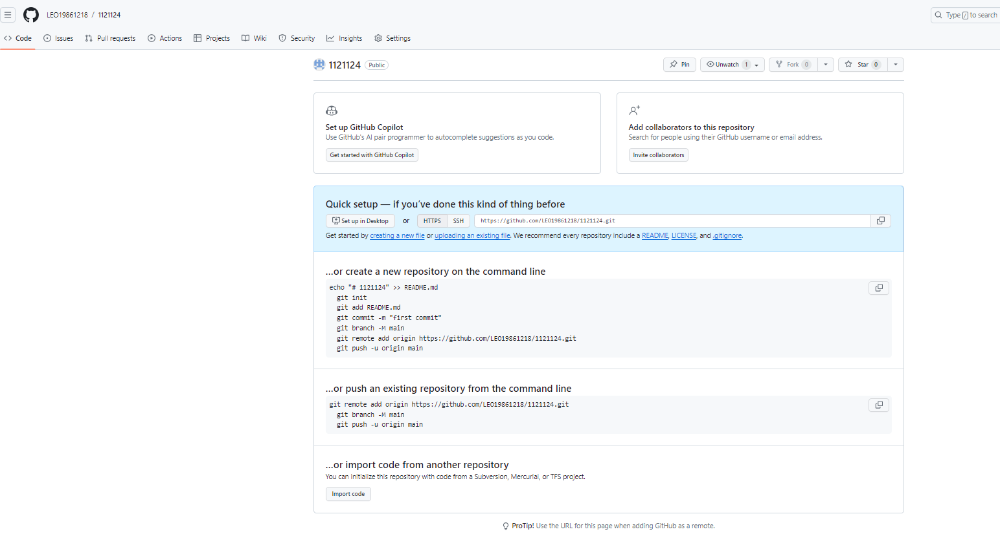 LEO19861218 / 1121124
Type / to search
Code Issues Pull requests Actions Projects Wiki Security Insights Settings
1121124 Public
Pin Unwatch 1 Fork 0 Star 0
Set up GitHub Copilot
Use GitHub's AI pair programmer to autocomplete suggestions as you code.
Get started with GitHub Copilot
Add collaborators to this repository
Search for people using their GitHub username or email address.
Invite collaborators
Quick setup — if you've done this kind of thing before
Set up in Desktop or HTTPS SSH https://github.com/LEO19861218/1121124.git
Get started by creating a new file or uploading an existing file. We recommend every repository include a README, LICENSE, and .gitignore.
...or create a new repository on the command line
echo "# 1121124" >> README.md
git init
git add README.md
git commit -m "first commit"
git branch -M main
git remote add origin https://github.com/LEO19861218/1121124.git
git push -u origin main
...or push an existing repository from the command line
git remote add origin https://github.com/LEO19861218/1121124.git
git branch -M main
git push -u origin main
...or import code from another repository
You can initialize this repository with code from a Subversion, Mercurial, or TFS project.
Import code
ProTip! Use the URL for this page when adding GitHub as a remote.